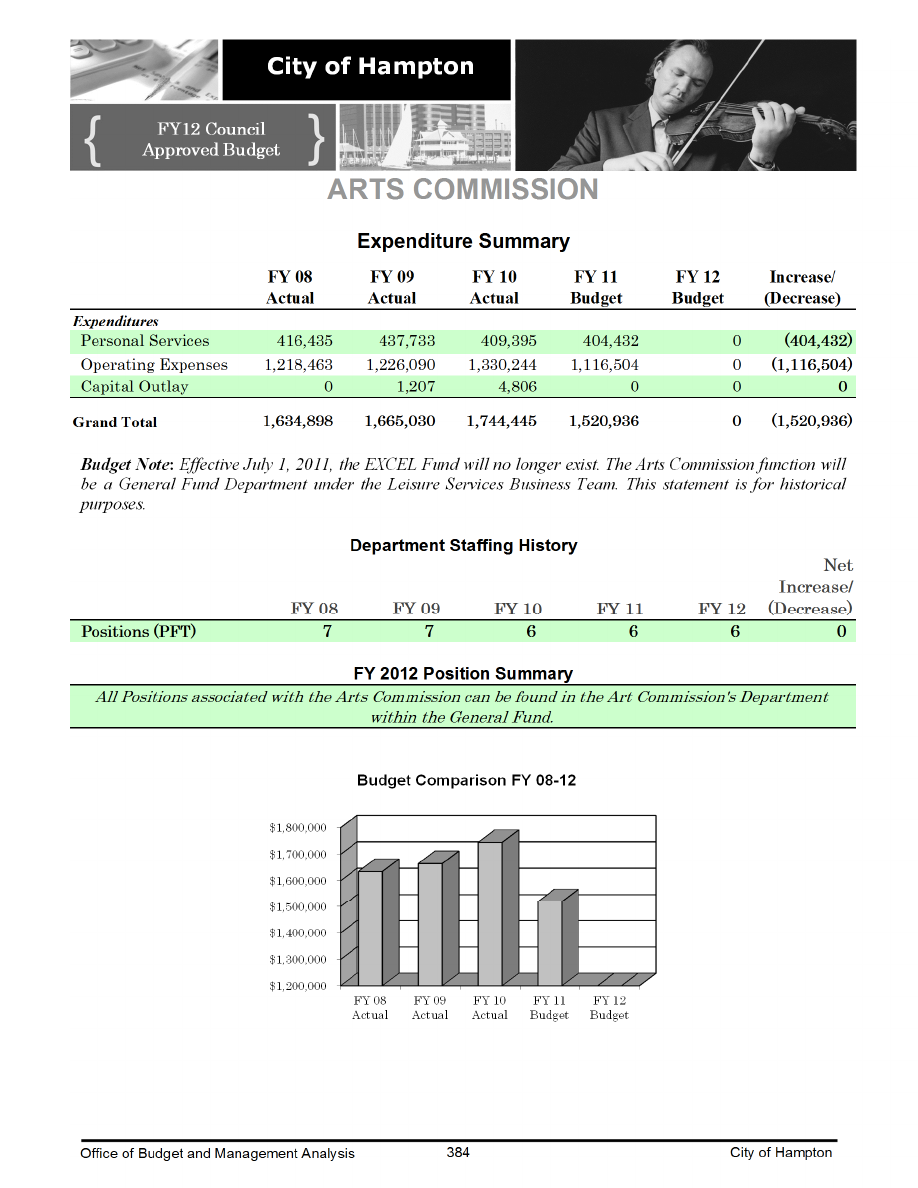 City of Hampton
{ FY12 Council }
Approved Budget
ARTS COMMISSION
Expenditure Summary
FY 08 FY 09 FY 10 FY 11 FY 12 Increase/
Actual Actual Actual Budget Budget (Decrease)
Expenditures
Personal Services 416,435 437,733 409,395 404,432 0 (404,432)
Operating Expenses 1,218,463 1,226,090 1,330,244 1,116,504 0 (1,116,504)
Capital Outlay 0 1,207 4,806 0 0 0
Grand Total 1,634,898 1,665,030 1,744,445 1,520,936 0 (1,520,936)
Budget Note: Effective July 1, 2011, the EXCEL Fund will no longer exist. The Arts Commission function will
be a General Fund Department under the Leisure Services Business Team. This statement is for historical
purposes.
Department Staffing History
Net
Increase/
FY 08 FY 09 FY 10 FY 11 FY 12 (Decrease)
Positions (PFT) 7 7 6 6 6 0
FY 2012 Position Summary
All Positions associated with the Arts Commission can be found in the Art Commission's Department
within the General Fund.
Budget Comparison FY 08-12
$1,800,000
$1,700,000
$1,600,000
$1,500,000
$1,400,000
$1,300,000
$1,200,000
FY 08 FY 09 FY 10 FY 11 FY 12
Actual Actual Actual Budget Budget
Office of Budget and Management Analysis 384 City of Hampton